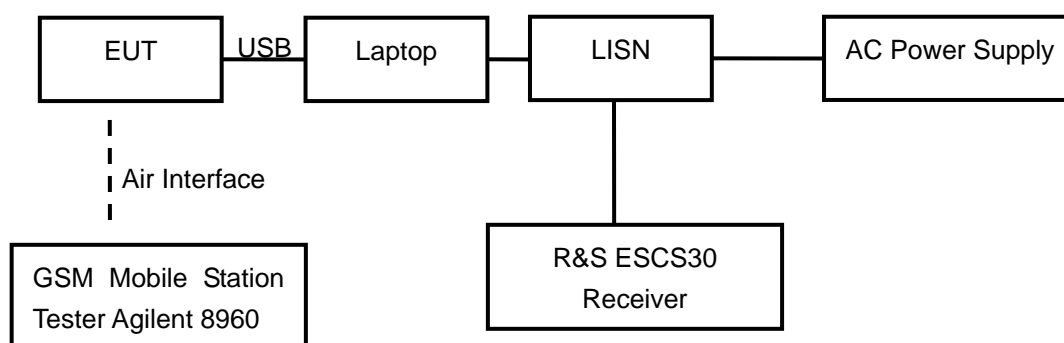 EUT
USB
Laptop
LISN
AC Power Supply
Air Interface
GSM Mobile Station
Tester Agilent 8960
R&S ESCS30
Receiver